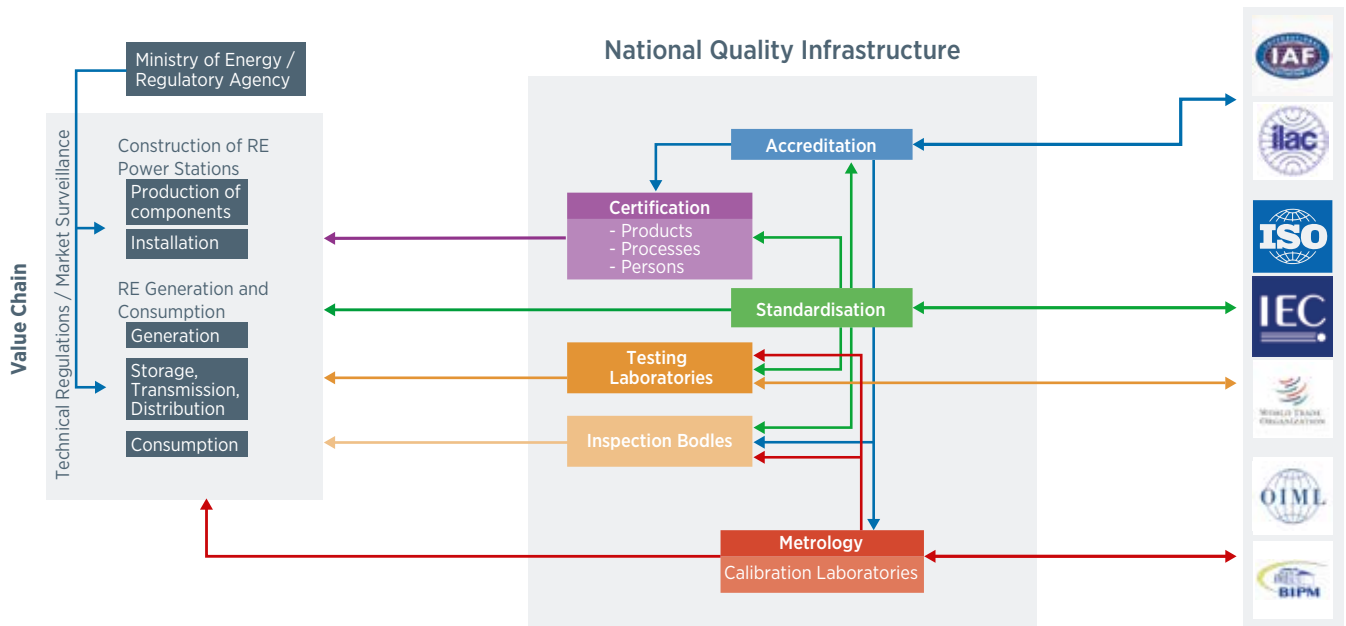 Value Chain
Technical Regulations / Market Surveillance
Ministry of Energy /
Regulatory Agency
Construction of RE
Power Stations
Production of
components
Installation
RE Generation and
Consumption
Generation
Storage,
Transmission,
Distribution
Consumption
National Quality Infrastructure
Accreditation
Certification
- Products
- Processes
- Persons
Standardisation
Testing
Laboratories
Inspection Bodles
Metrology
Calibration Laboratories
IAF
ilac
ISO
IEC
WORLD TRADE
ORGANIZATION
OIML
BIPM